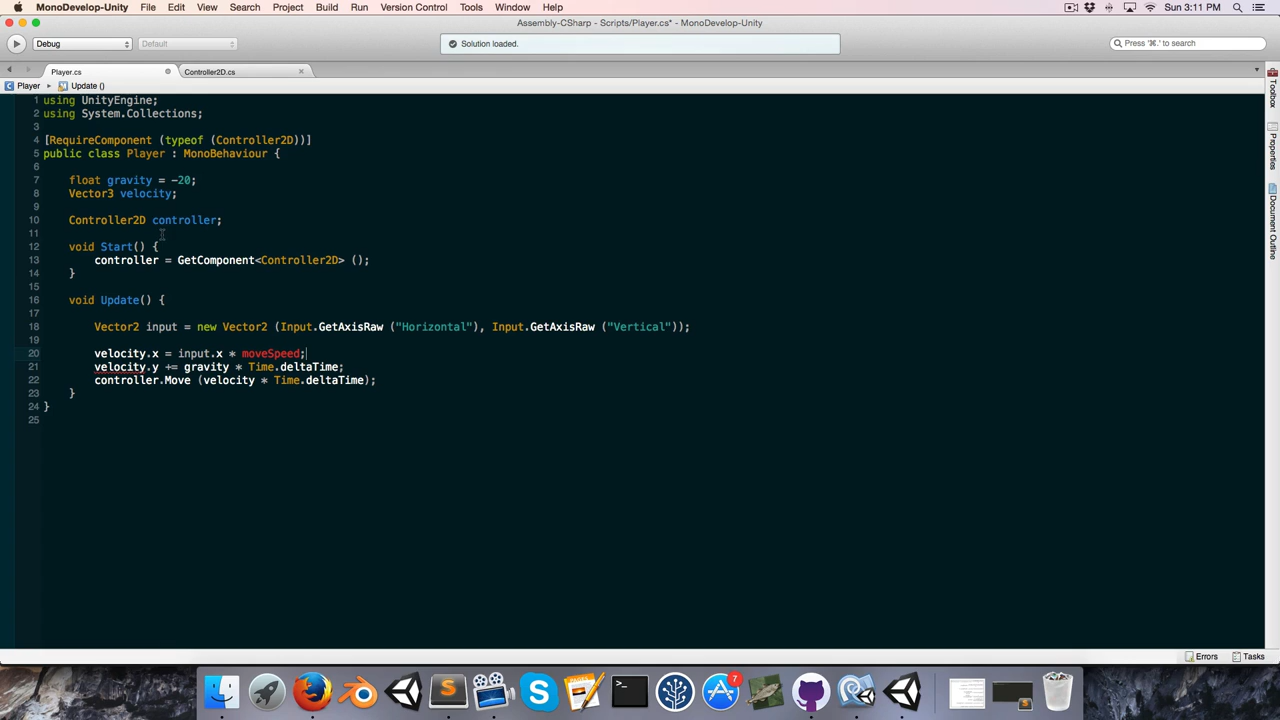 MonoDevelop-Unity File Edit View Search Project Build Run Version Control Tools Window Help Sun 3:11 PM
Assembly-CSharp - Scripts/Player.cs* - MonoDevelop-Unity
Debug Default Solution loaded. Press '⌘.' to search
Player.cs Controller2D.cs
Player Update ()
1 using UnityEngine;
2 using System.Collections;
3
4 [RequireComponent (typeof (Controller2D))]
5 public class Player : MonoBehaviour {
6
7 float gravity = -20;
8 Vector3 velocity;
9
10 Controller2D controller;
11
12 void Start() {
13 controller = GetComponent<Controller2D> ();
14 }
15
16 void Update() {
17
18 Vector2 input = new Vector2 (Input.GetAxisRaw ("Horizontal"), Input.GetAxisRaw ("Vertical"));
19
20 velocity.x = input.x * moveSpeed;
21 velocity.y += gravity * Time.deltaTime;
22 controller.Move (velocity * Time.deltaTime);
23 }
24 }
25
Toolbox
Properties
Document Outline
Errors Tasks
7